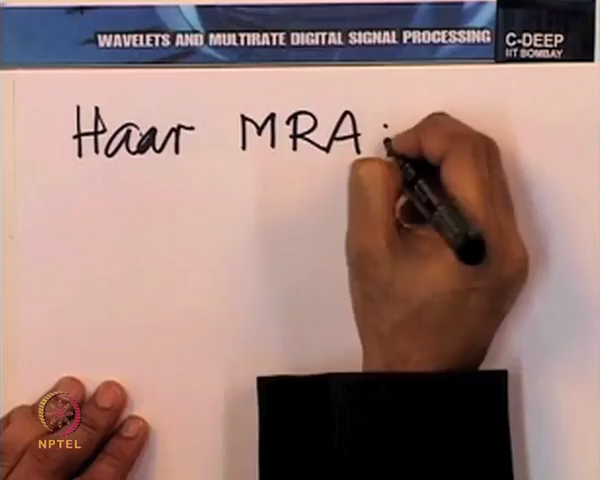 WAVELETS AND MULTIRATE DIGITAL SIGNAL PROCESSING
C-DEEP
IIT BOMBAY
Haar MRA :
NPTEL